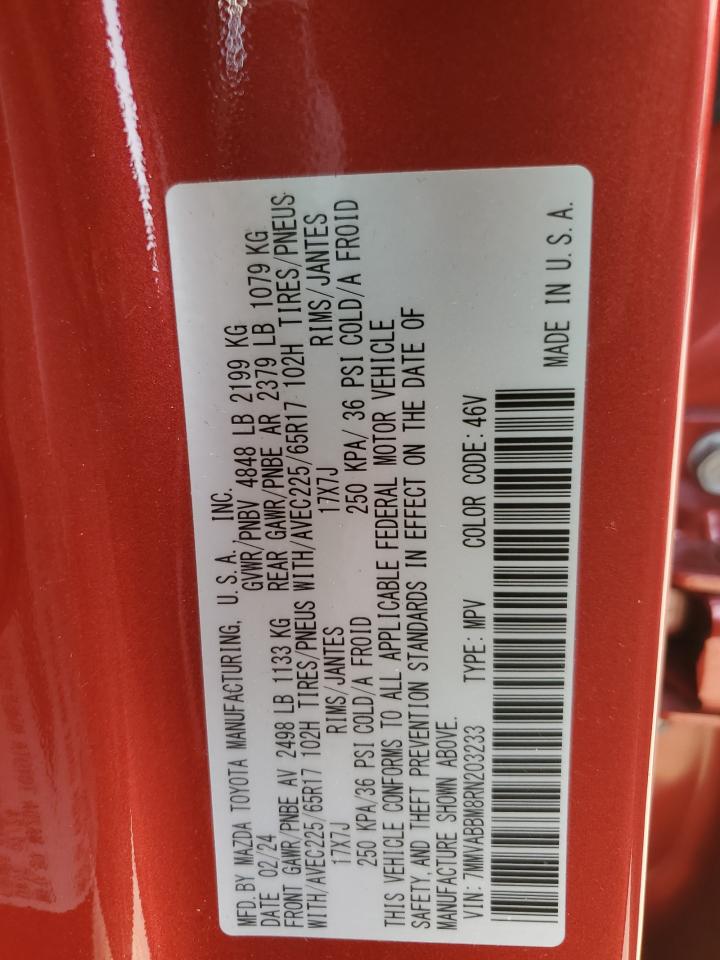 MFD. BY MAZDA TOYOTA MANUFACTURING, U. S. A., INC.
DATE 02/24 GVWR/PNBV 4848 LB 2199 KG
FRONT GAWR/PNBE AV 2498 LB 1133 KG REAR GAWR/PNBE AR 2379 LB 1079 KG
WITH/AVEC225/65R17 102H TIRES/PNEUS WITH/AVEC225/65R17 102H TIRES/PNEUS
17X7J RIMS/JANTES 17X7J RIMS/JANTES
250 KPA/36 PSI COLD/A FROID 250 KPA/ 36 PSI COLD/A FROID
THIS VEHICLE CONFORMS TO ALL APPLICABLE FEDERAL MOTOR VEHICLE
SAFETY, AND THEFT PREVENTION STANDARDS IN EFFECT ON THE DATE OF
MANUFACTURE SHOWN ABOVE.
VIN: 7MMVABBM8RN203233 TYPE: MPV COLOR CODE: 46V
MADE IN U. S. A.